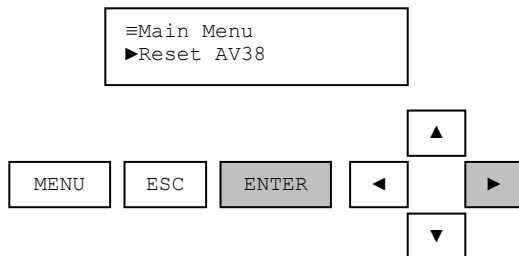 ≡Main Menu
►Reset AV38
▲
MENU ESC ENTER ◄ ►
▼